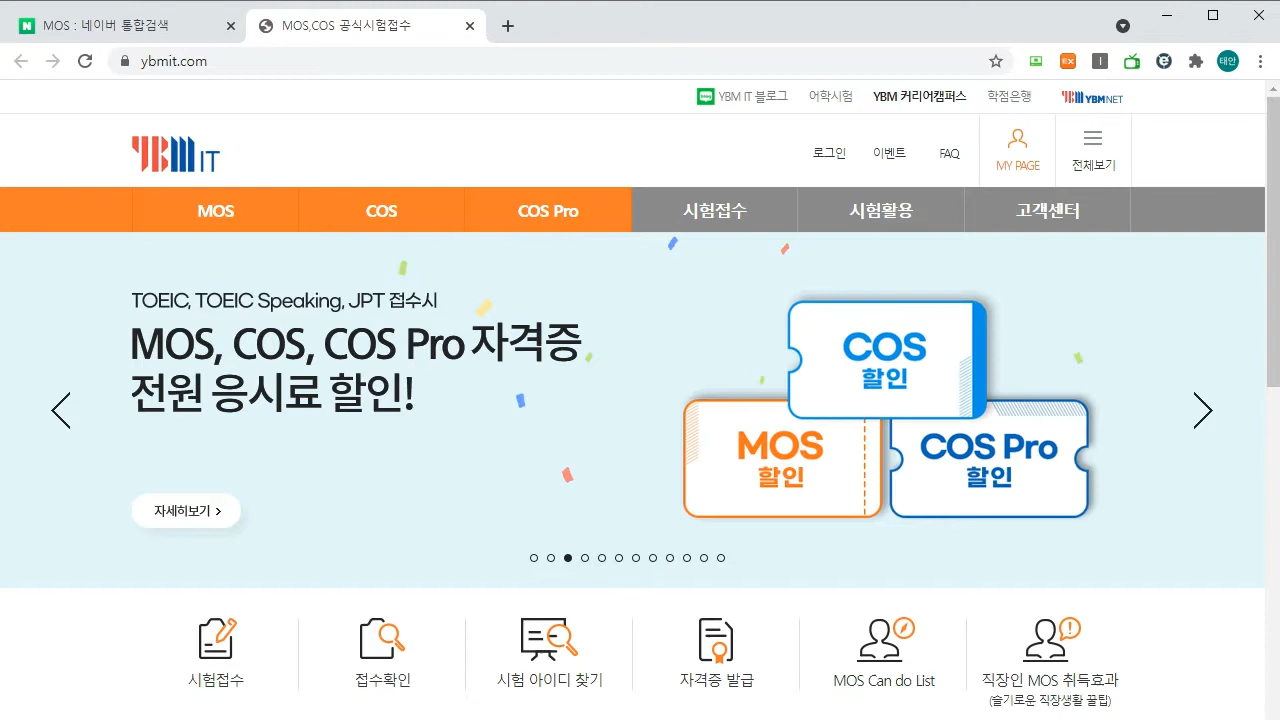 MOS : 네이버 통합검색
MOS,COS 공식시험접수
ybmit.com
Ex
태안
YBM IT 블로그
어학시험
YBM 커리어캠퍼스
학점은행
YBM YBMNET
YBM IT
로그인
이벤트
FAQ
MY PAGE
전체보기
MOS
COS
COS Pro
시험접수
시험활용
고객센터
TOEIC, TOEIC Speaking, JPT 접수시
MOS, COS, COS Pro 자격증
전원 응시료 할인!
자세히보기
COS
할인
MOS
할인
COS Pro
할인
시험접수
접수확인
시험 아이디 찾기
자격증 발급
MOS Can do List
직장인 MOS 취득효과
(슬기로운 직장생활 꿀팁)